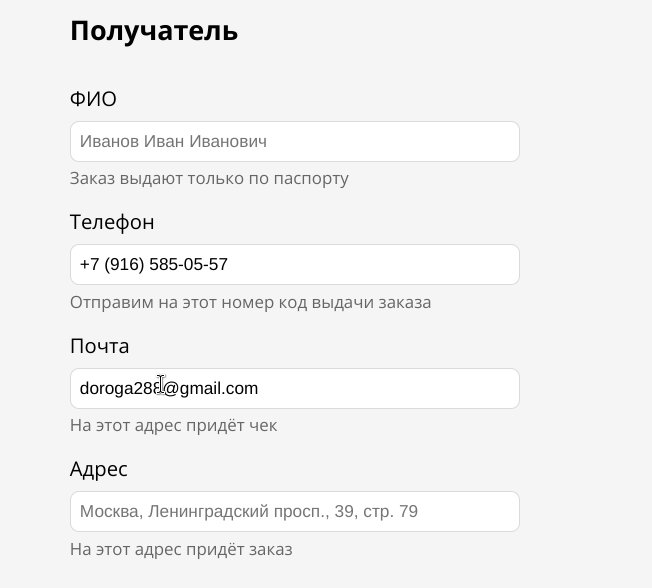 Получатель
ФИО
Иванов Иван Иванович
Заказ выдают только по паспорту
Телефон
+7 (916) 585-05-57
Отправим на этот номер код выдачи заказа
Почта
doroga288@gmail.com
На этот адрес придёт чек
Адрес
Москва, Ленинградский просп., 39, стр. 79
На этот адрес придёт заказ